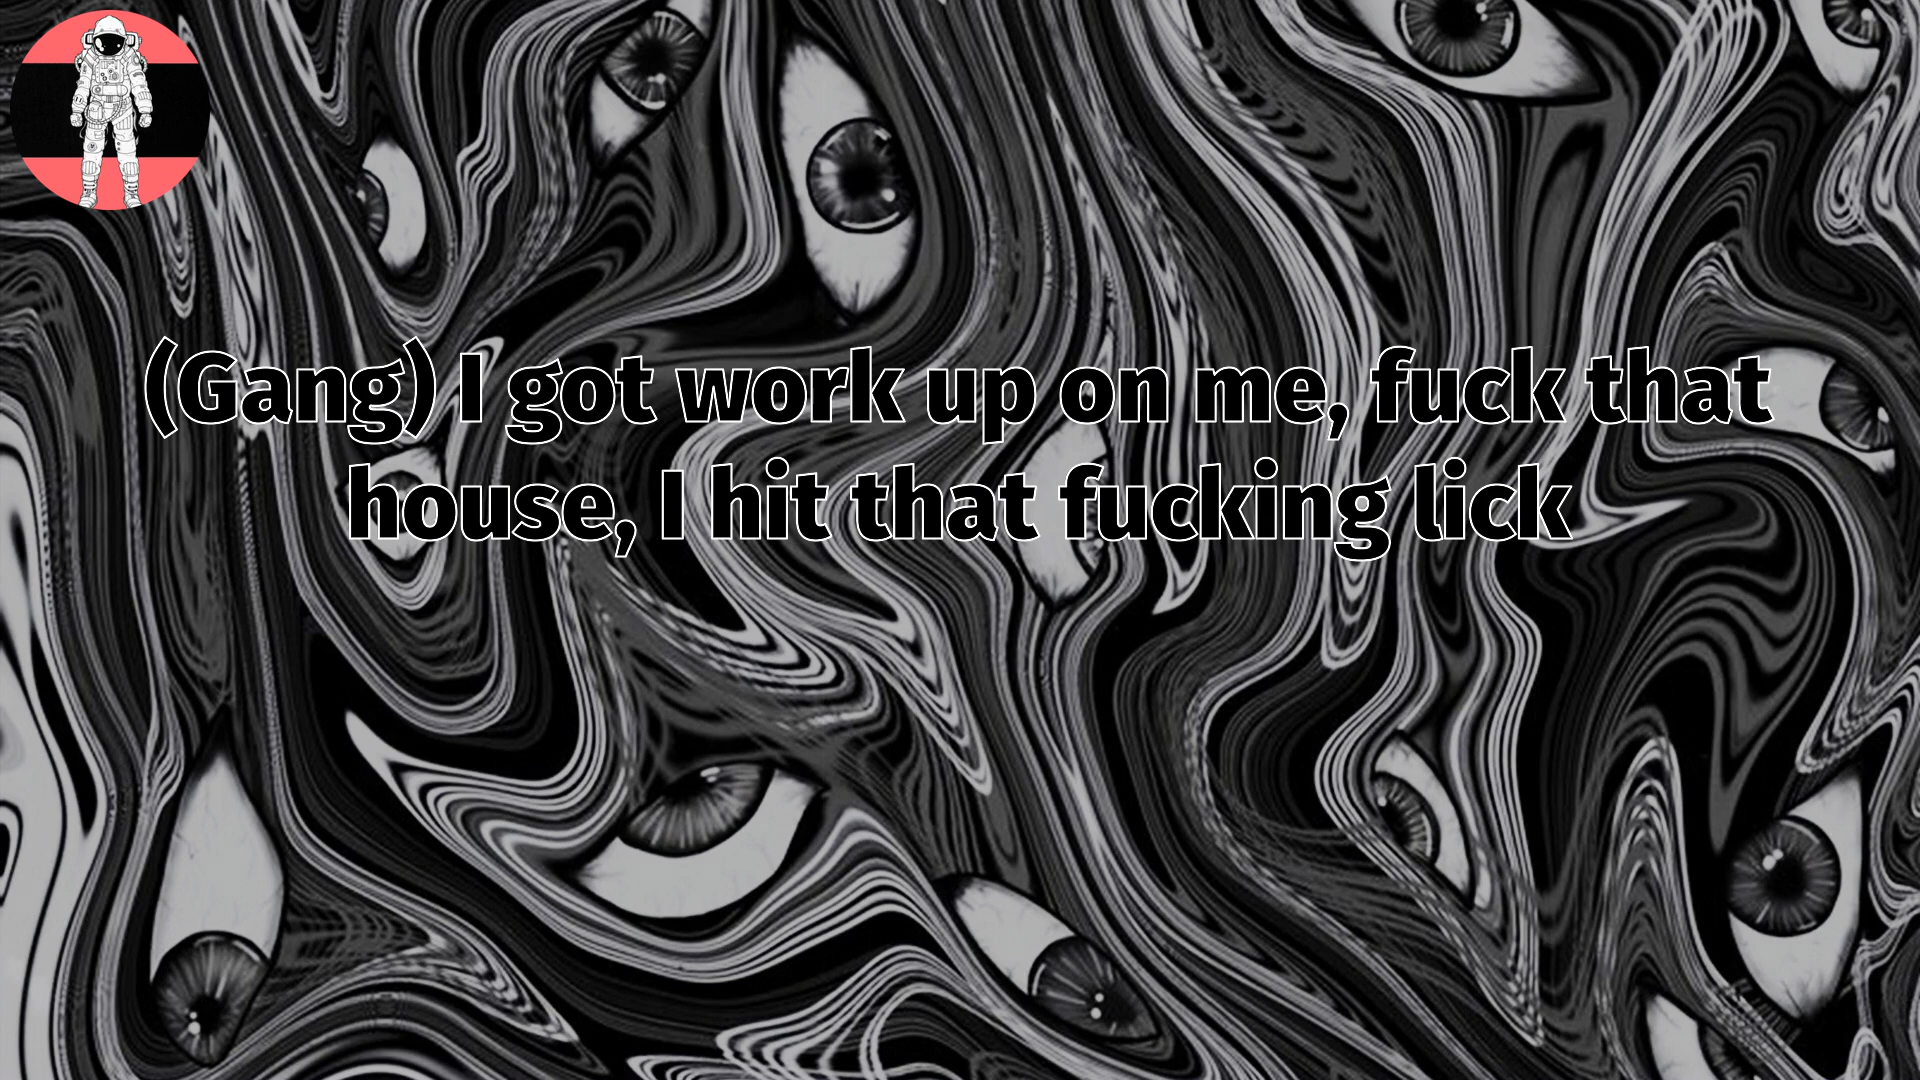 (Gang) I got work up on me, fuck that
house, I hit that fucking lick